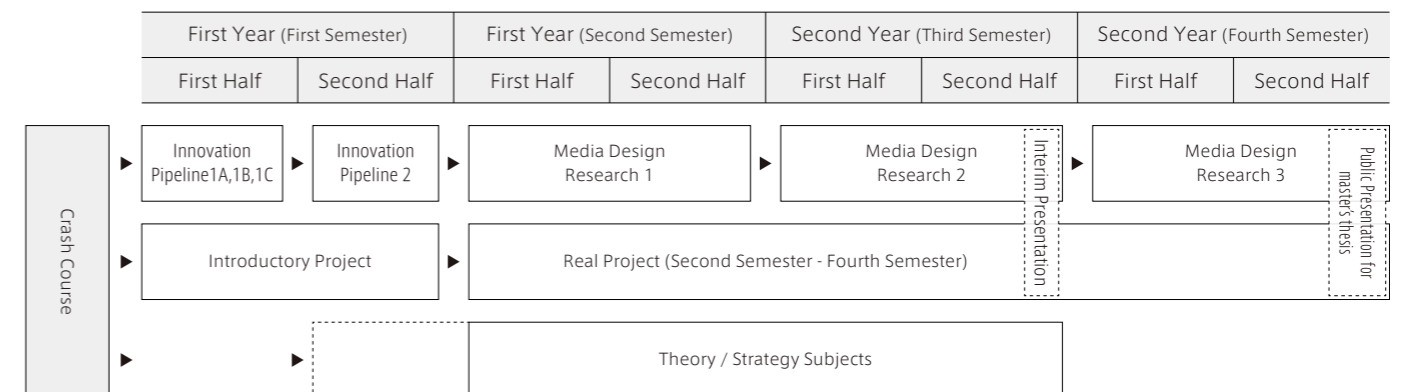 First Year (First Semester)
First Year (Second Semester)
Second Year (Third Semester)
Second Year (Fourth Semester)
First Half
Second Half
First Half
Second Half
First Half
Second Half
First Half
Second Half
Crash Course
Innovation
Pipeline1A,1B,1C
Innovation
Pipeline 2
Media Design
Research 1
Media Design
Research 2
Interim Presentation
Media Design
Research 3
Public Presentation for
master's thesis
Introductory Project
Real Project (Second Semester - Fourth Semester)
Theory / Strategy Subjects